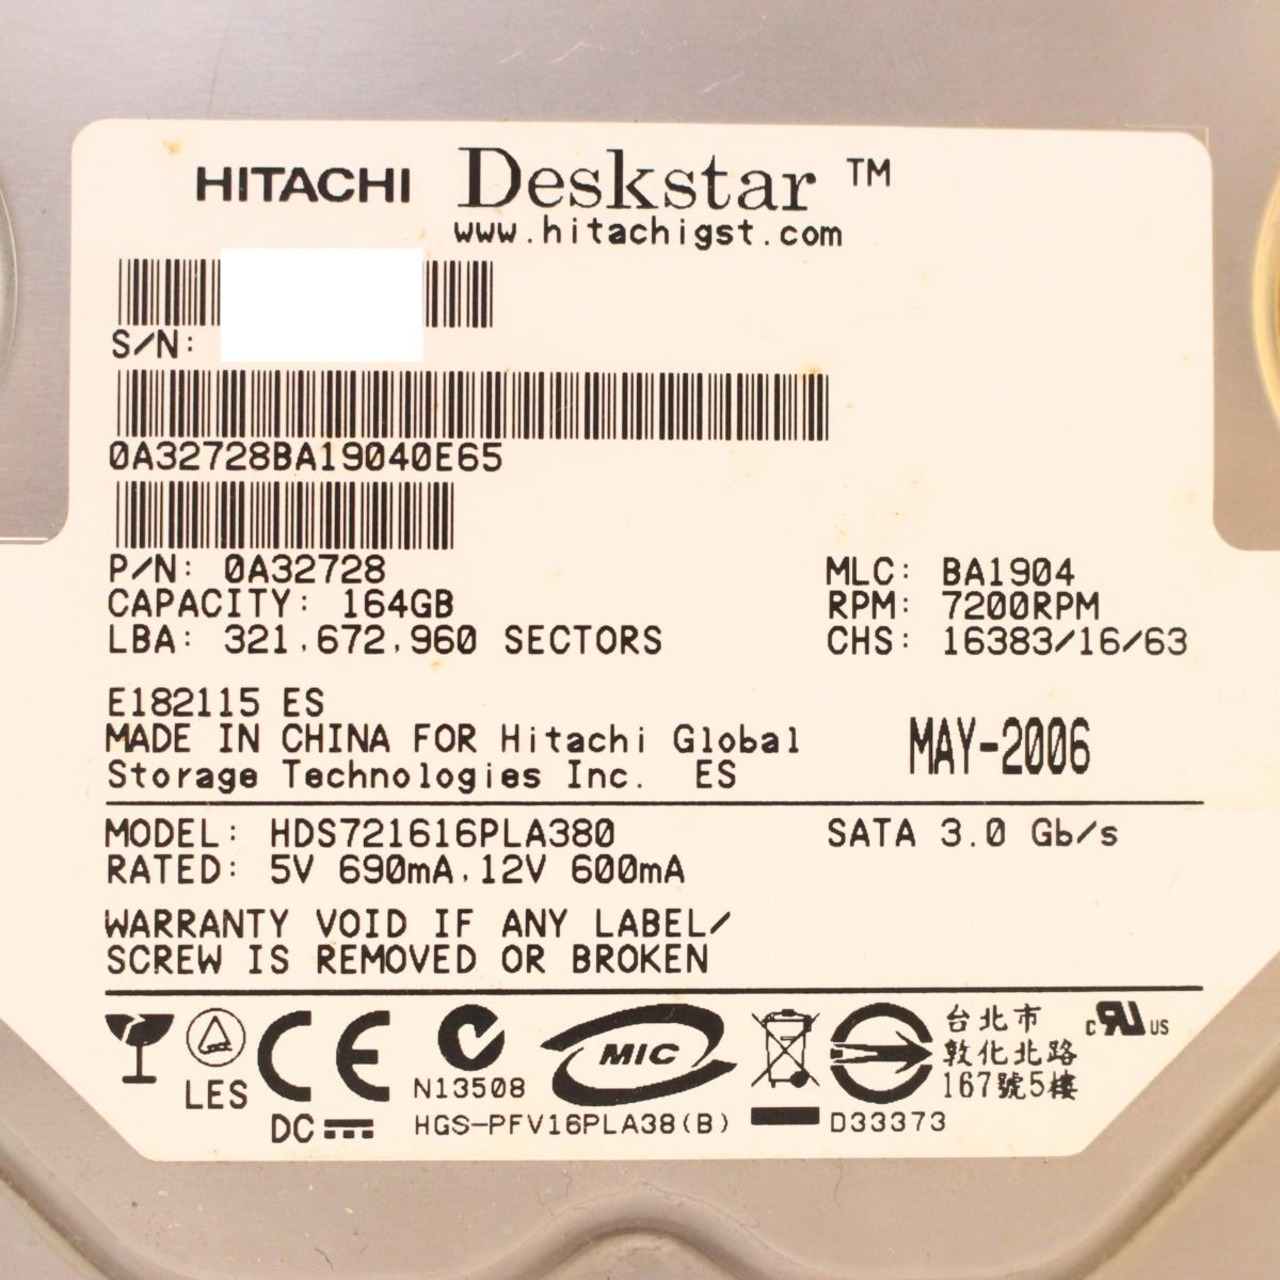 HITACHI Deskstar ™
www.hitachigst.com
S/N:
0A32728BA19040E65
P/N: 0A32728
MLC: BA1904
CAPACITY: 164GB
RPM: 7200RPM
LBA: 321,672,960 SECTORS
CHS: 16383/16/63
E182115 ES
MADE IN CHINA FOR Hitachi Global
Storage Technologies Inc. ES
MAY-2006
MODEL: HDS721616PLA380
SATA 3.0 Gb/s
RATED: 5V 690mA, 12V 600mA
WARRANTY VOID IF ANY LABEL/
SCREW IS REMOVED OR BROKEN
LES
CE
DC
N13508
MIC
HGS-PFV16PLA38(B)
D33373
台北市
敦化北路
167號5樓
c RU US